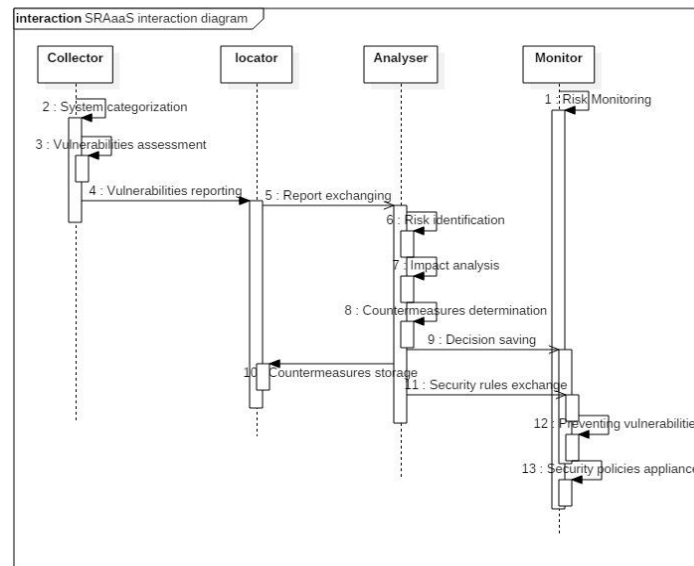 interaction SRAaaS interaction diagram
Collector
locator
Analyser
Monitor
1 : Risk Monitoring
2 : System categorization
3 : Vulnerabilities assessment
4 : Vulnerabilities reporting
5 : Report exchanging
6 : Risk identification
7 : Impact analysis
8 : Countermeasures determination
9 : Decision saving
10 : Countermeasures storage
11 : Security rules exchange
12 : Preventing vulnerabilities
13 : Security policies appliance